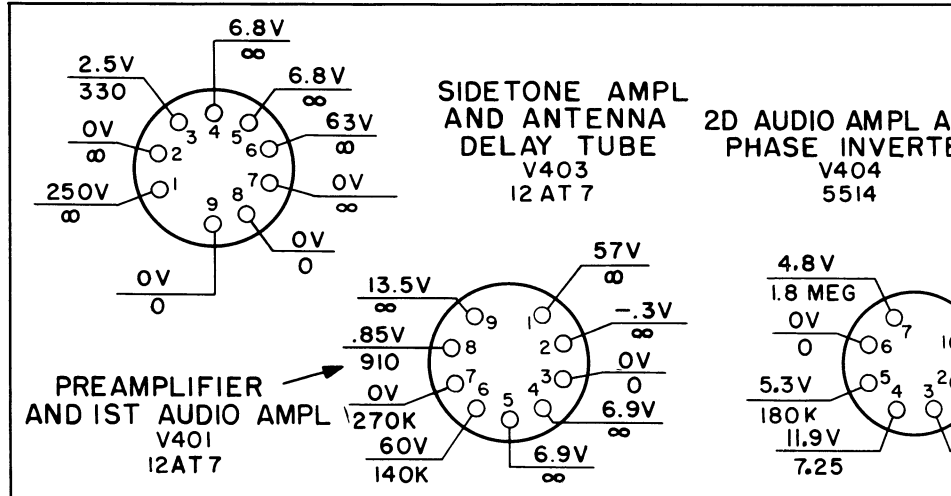 6.8V
∞
2.5V
330
6.8V
∞
0V
∞
63V
∞
250V
∞
0V
∞
0V
0
0V
0
1
2
3
4
5
6
7
8
9
SIDETONE AMPL
AND ANTENNA
DELAY TUBE
V403
12AT7
2D AUDIO AMPL
PHASE
V404
5514
PREAMPLIFIER
AND 1ST AUDIO AMPL
V401
12AT7
13.5V
∞
57V
∞
.85V
910
-.3V
∞
0V
270K
0V
0
60V
140K
6.9V
∞
6.9V
∞
1
2
3
4
5
6
7
8
9
4.8V
1.8 MEG
0V
0
5.3V
180K
11.9V
7.25
7
6
5
4
3
2